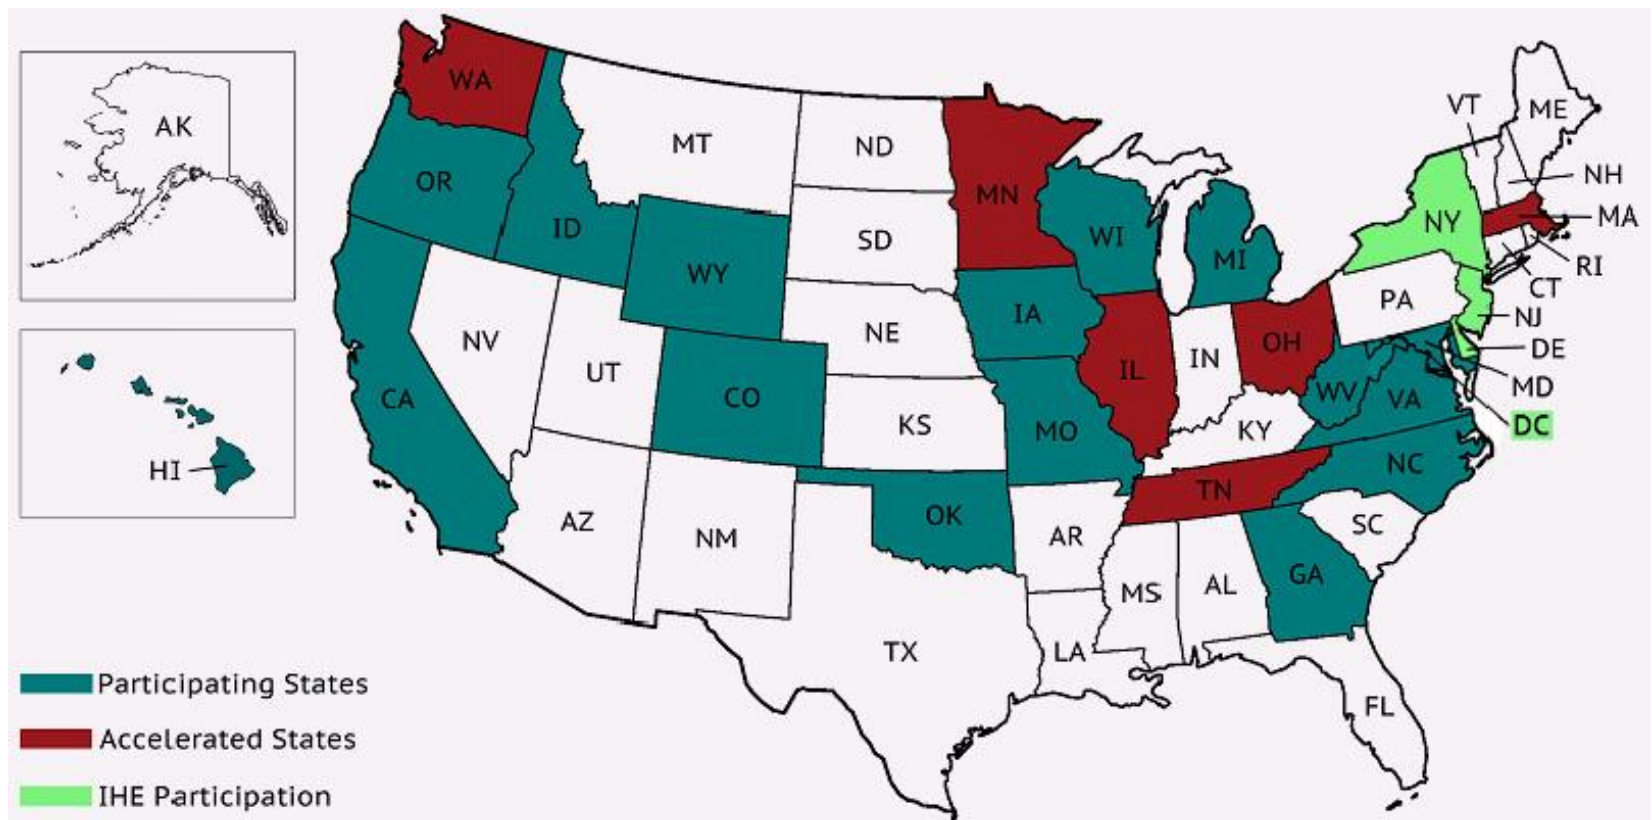 WA
MT
ND
MN
VT
ME
AK
OR
ID
WY
SD
WI
MI
NY
NH
MA
RI
CT
NV
UT
CO
NE
IA
IL
IN
OH
PA
NJ
DE
MD
DC
CA
KS
MO
KY
WV
VA
HI
AZ
NM
OK
AR
TN
NC
SC
TX
LA
MS
AL
GA
FL
Participating States
Accelerated States
IHE Participation